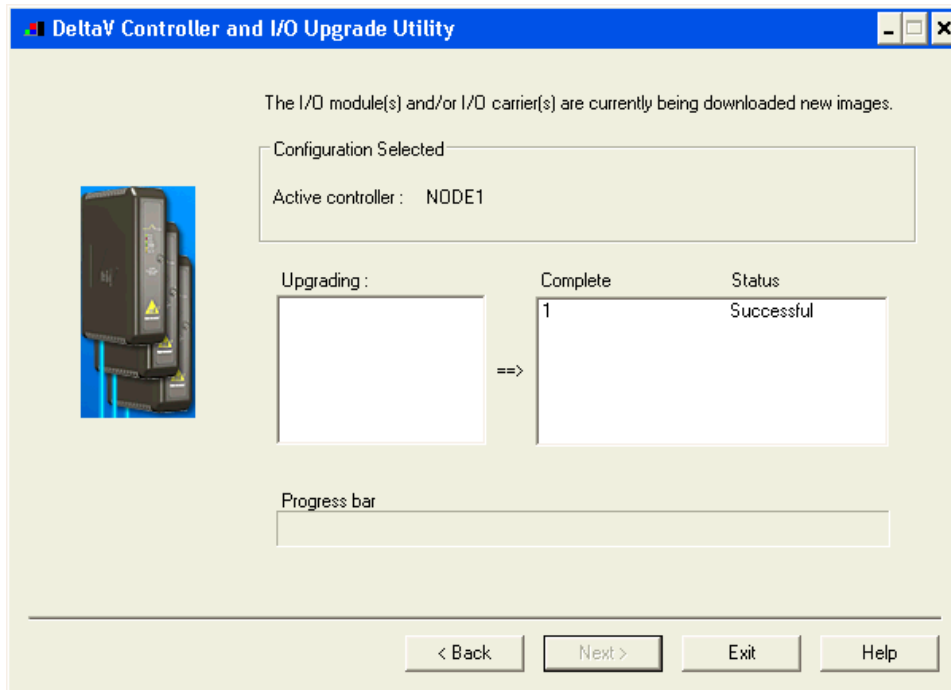 DeltaV Controller and I/O Upgrade Utility
The I/O module(s) and/or I/O carrier(s) are currently being downloaded new images.
Configuration Selected
Active controller : NODE1
Upgrading :
Complete Status
1 Successful
==>
Progress bar
< Back Next > Exit Help